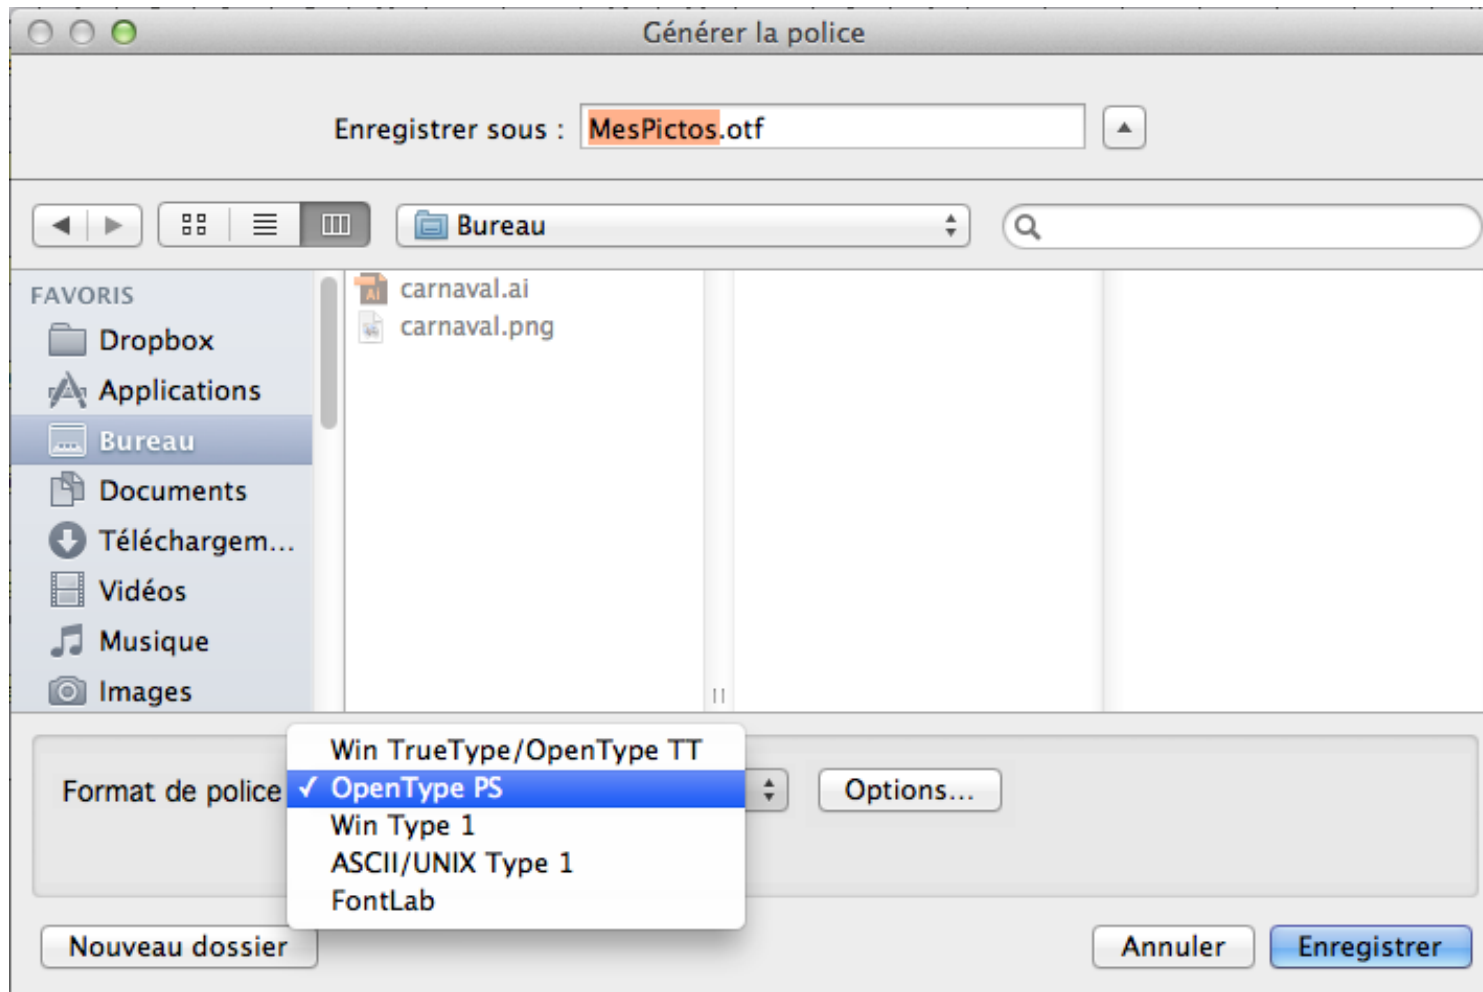 Générer la police
Enregistrer sous : MesPictos.otf
Bureau
FAVORIS
Dropbox
Applications
Bureau
Documents
Téléchargem...
Vidéos
Musique
Images
carnaval.ai
carnaval.png
Format de police
Win TrueType/OpenType TT
✓ OpenType PS
Win Type 1
ASCII/UNIX Type 1
FontLab
Options...
Nouveau dossier
Annuler
Enregistrer